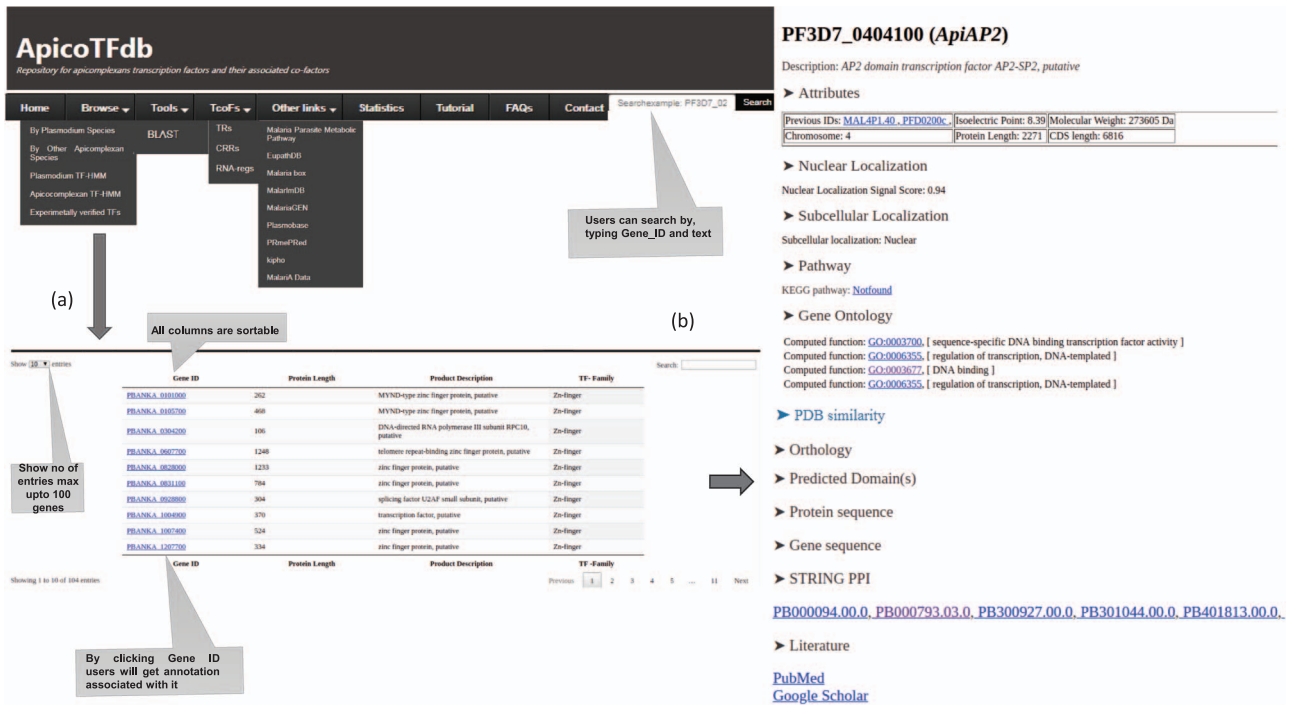 ApicoTFdb
Repository for apicomplexans transcription factors and their associated co-factors
Home Browse Tools TcoFs Other links Statistics Tutorial FAQs Contact Searchexample: PF3D7_02 Search
By Plasmodium Species
By Other Apicomplexan
Species
Plasmodium TF-HMM
Apicocomplexan TF-HMM
Experimetally verified TFs
BLAST
TRs
CRRs
RNA-regs
Malaria Parasite Metabolic
Pathway
EupathDB
Malaria box
MalarImDB
MalariaGEN
Plasmobase
PRmePRed
kipho
MalariA Data
Users can search by,
typing Gene_ID and text
(a)
All columns are sortable
(b)
Show 10 entries
Search:
Gene ID Protein Length Product Description TF- Family
PBANKA_0101000 262 MYND-type zinc finger protein, putative Zn-finger
PBANKA_0105700 460 MYND-type zinc finger protein, putative Zn-finger
PBANKA_0304200 106 DNA-directed RNA polymerase III subunit RPC10,
putative Zn-finger
PBANKA_0607700 1248 telomere repeat-binding zinc finger protein, putative Zn-finger
PBANKA_0828000 1233 zinc finger protein, putative Zn-finger
PBANKA_0831100 784 zinc finger protein, putative Zn-finger
PBANKA_0928800 304 splicing factor U2AF small subunit, putative Zn-finger
PBANKA_1004900 370 transcription factor, putative Zn-finger
PBANKA_1007400 524 zinc finger protein, putative Zn-finger
PBANKA_1207700 334 zinc finger protein, putative Zn-finger
Gene ID Protein Length Product Description TF -Family
Showing 1 to 10 of 104 entries
Previous 1 2 3 4 5 ... 11 Next
Show no of
entries max
upto 100
genes
By clicking Gene ID
users will get annotation
associated with it
PF3D7_0404100 (ApiAP2)
Description: AP2 domain transcription factor AP2-SP2, putative
➤ Attributes
Previous IDs: MAL4P1.40 , PFD0200c , Isoelectric Point: 8.39 Molecular Weight: 273605 Da
Chromosome: 4 Protein Length: 2271 CDS length: 6816
➤ Nuclear Localization
Nuclear Localization Signal Score: 0.94
➤ Subcellular Localization
Subcellular localization: Nuclear
➤ Pathway
KEGG pathway: Notfound
➤ Gene Ontology
Computed function: GO:0003700, [ sequence-specific DNA binding transcription factor activity ]
Computed function: GO:0006355, [ regulation of transcription, DNA-templated ]
Computed function: GO:0003677, [ DNA binding ]
Computed function: GO:0006355, [ regulation of transcription, DNA-templated ]
➤ PDB similarity
➤ Orthology
➤ Predicted Domain(s)
➤ Protein sequence
➤ Gene sequence
➤ STRING PPI
PB000094.00.0, PB000793.03.0, PB300927.00.0, PB301044.00.0, PB401813.00.0,
➤ Literature
PubMed
Google Scholar